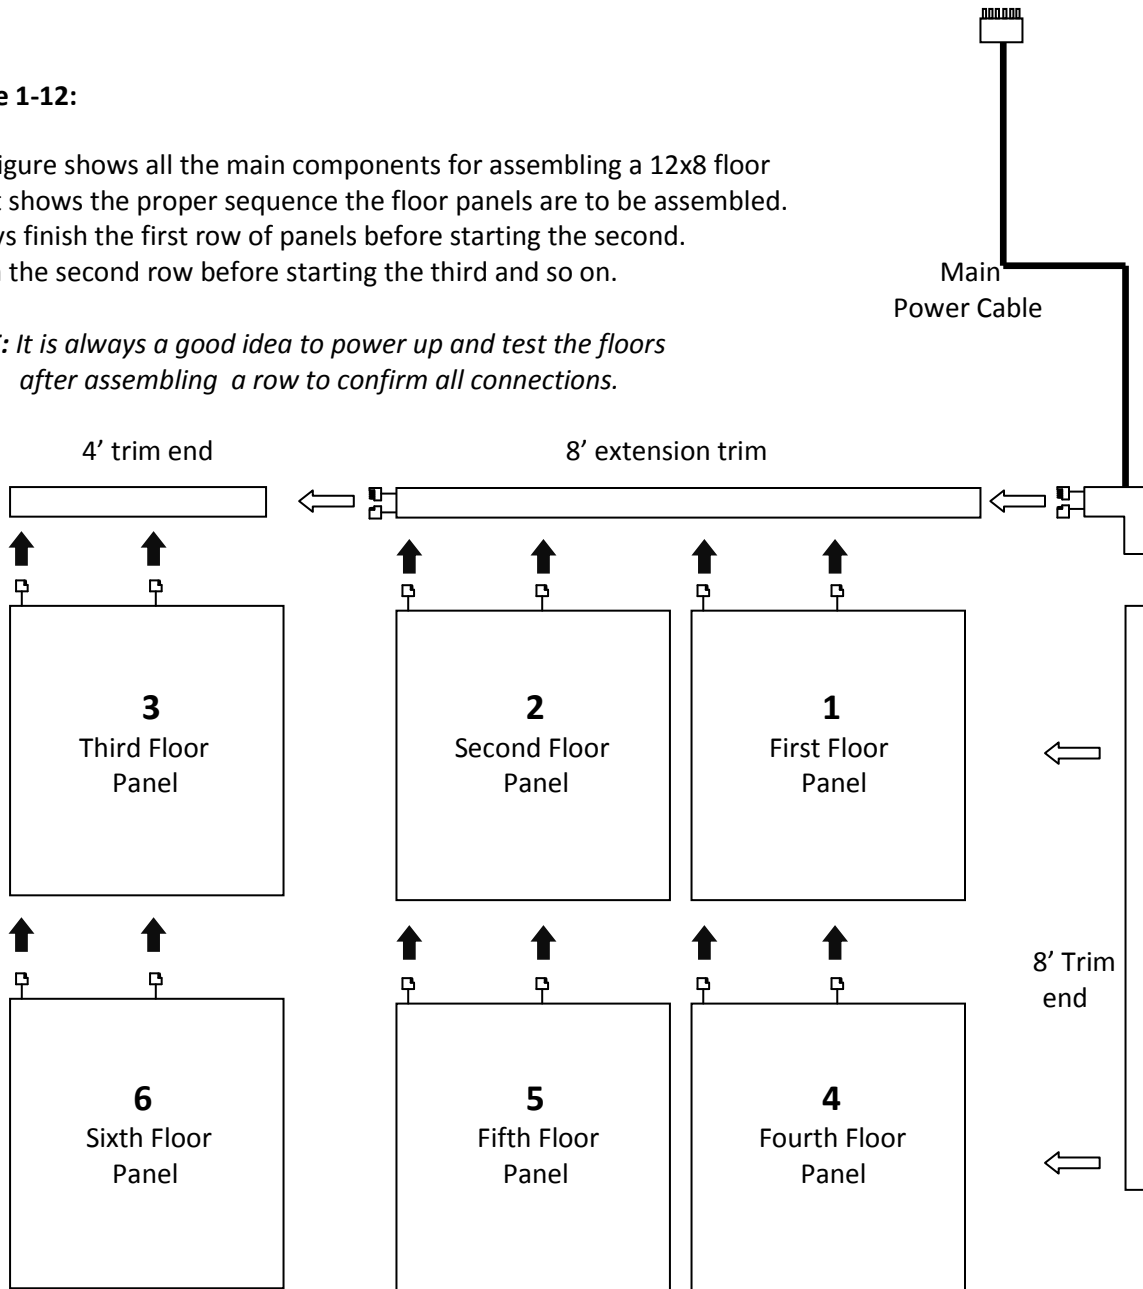 e 1-12:
igure shows all the main components for assembling a 12x8 floor
t shows the proper sequence the floor panels are to be assembled.
ys finish the first row of panels before starting the second.
the second row before starting the third and so on.
: It is always a good idea to power up and test the floors
after assembling a row to confirm all connections.
Main
Power Cable
4’ trim end
8’ extension trim
3
Third Floor
Panel
2
Second Floor
Panel
1
First Floor
Panel
8’ Trim
end
6
Sixth Floor
Panel
5
Fifth Floor
Panel
4
Fourth Floor
Panel